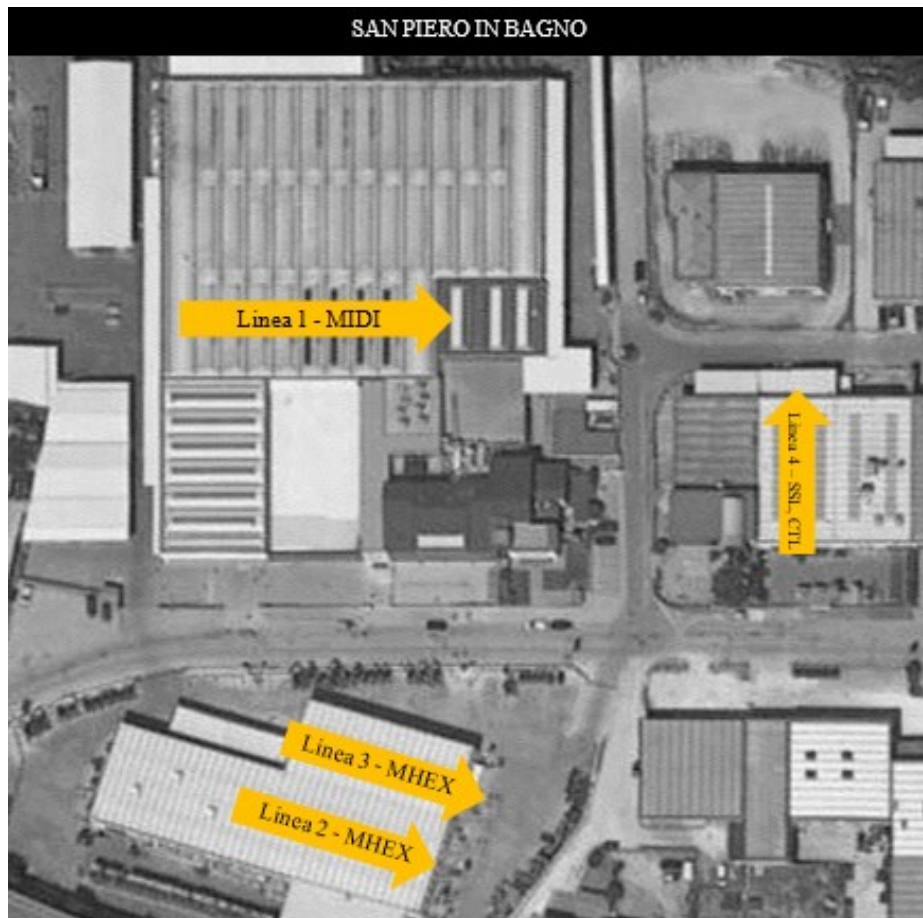 SAN PIERO IN BAGNO
Linea 1 - MIDI
Linea 4 – SSL, CTL
Linea 3 - MHEX
Linea 2 - MHEX